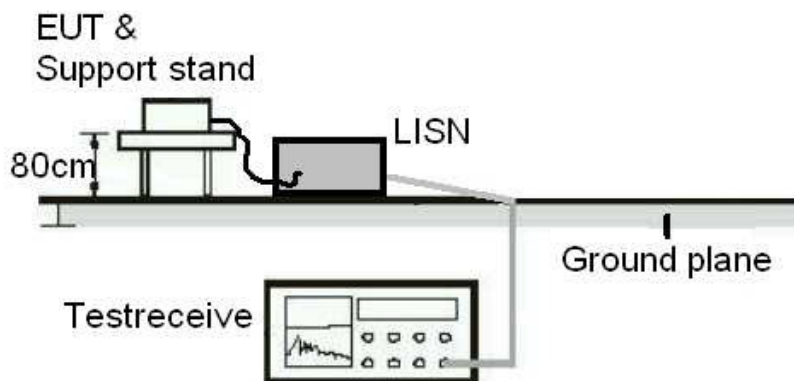 EUT &
Support stand
LISN
80cm
Ground plane
Testreceive